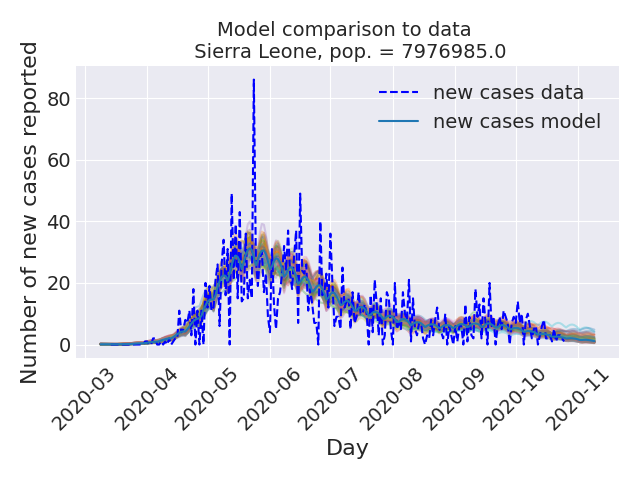 Model comparison to data
Sierra Leone, pop. = 7976985.0
new cases data
new cases model
Number of new cases reported
80
60
40
20
0
2020-03
2020-04
2020-05
2020-06
2020-07
2020-08
2020-09
2020-10
2020-11
Day